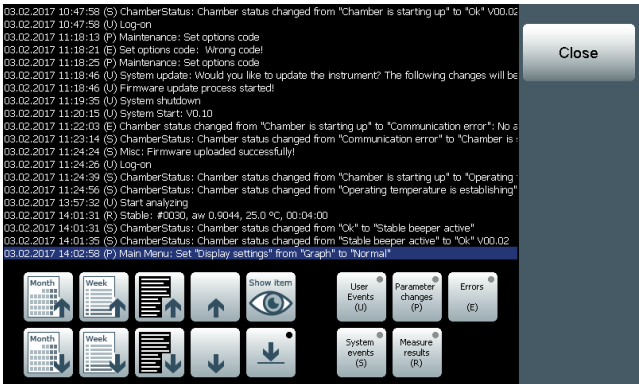 03.02.2017 10:47:58 (S) ChamberStatus: Chamber status changed from "Chamber is starting up" to "Ok" V00.02
03.02.2017 10:47:58 (U) Log-on
03.02.2017 11:18:13 (P) Maintenance: Set options code
03.02.2017 11:18:21 (E) Set options code: Wrong code!
03.02.2017 11:18:25 (P) Maintenance: Set options code
03.02.2017 11:18:46 (U) System update: Would you like to update the instrument? The following changes will be
03.02.2017 11:18:46 (U) Firmware update process started!
03.02.2017 11:19:35 (U) System shutdown
03.02.2017 11:20:15 (U) System Start: V0.10
03.02.2017 11:22:03 (E) Chamber status changed from "Chamber is starting up" to "Communication error": No a
03.02.2017 11:23:14 (S) ChamberStatus: Chamber status changed from "Communication error" to "Chamber is
03.02.2017 11:24:24 (S) Misc: Firmware uploaded successfully!
03.02.2017 11:24:26 (U) Log-on
03.02.2017 11:24:39 (S) ChamberStatus: Chamber status changed from "Chamber is starting up" to "Operating
03.02.2017 11:24:56 (S) ChamberStatus: Chamber status changed from "Operating temperature is establishing"
03.02.2017 13:57:32 (U) Start analyzing
03.02.2017 14:01:31 (R) Stable: #0030, aw 0.9044, 25.0 ºC, 00:04:00
03.02.2017 14:01:31 (S) ChamberStatus: Chamber status changed from "Ok" to "Stable beeper active"
03.02.2017 14:01:35 (S) ChamberStatus: Chamber status changed from "Stable beeper active" to "Ok" V00.02
03.02.2017 14:02:58 (P) Main Menu: Set "Display settings" from "Graph" to "Normal"
Close
Month
Week
Show item
User
Events
(U)
Parameter
changes
(P)
Errors
(E)
Month
Week
System
events
(S)
Measure
results
(R)